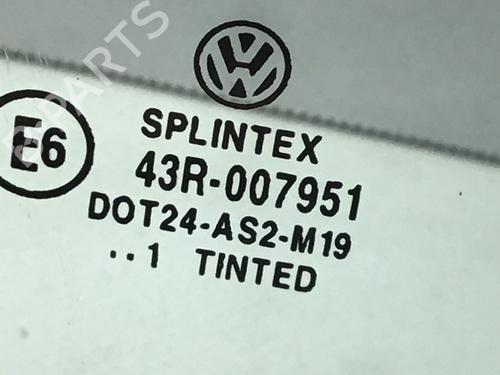 SPLINTEX
E6
43R-007951
DOT24-AS2-M19
..1 TINTED